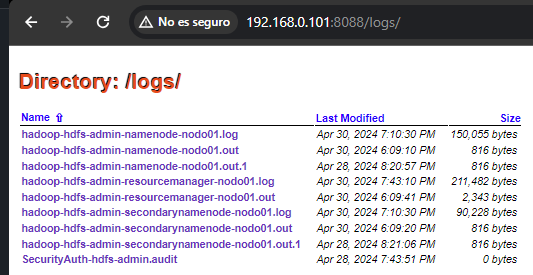 No es seguro 192.168.0.101:8088/logs/
Directory: /logs/
Name ⇧ Last Modified Size
hadoop-hdfs-admin-namenode-nodo01.log Apr 30, 2024 7:10:30 PM 150,055 bytes
hadoop-hdfs-admin-namenode-nodo01.out Apr 30, 2024 6:09:10 PM 816 bytes
hadoop-hdfs-admin-namenode-nodo01.out.1 Apr 28, 2024 8:20:57 PM 816 bytes
hadoop-hdfs-admin-resourcemanager-nodo01.log Apr 30, 2024 7:43:10 PM 211,482 bytes
hadoop-hdfs-admin-resourcemanager-nodo01.out Apr 30, 2024 6:09:41 PM 2,343 bytes
hadoop-hdfs-admin-secondarynamenode-nodo01.log Apr 30, 2024 7:10:30 PM 90,228 bytes
hadoop-hdfs-admin-secondarynamenode-nodo01.out Apr 30, 2024 6:09:20 PM 816 bytes
hadoop-hdfs-admin-secondarynamenode-nodo01.out.1 Apr 28, 2024 8:21:06 PM 816 bytes
SecurityAuth-hdfs-admin.audit Apr 28, 2024 7:43:51 PM 0 bytes